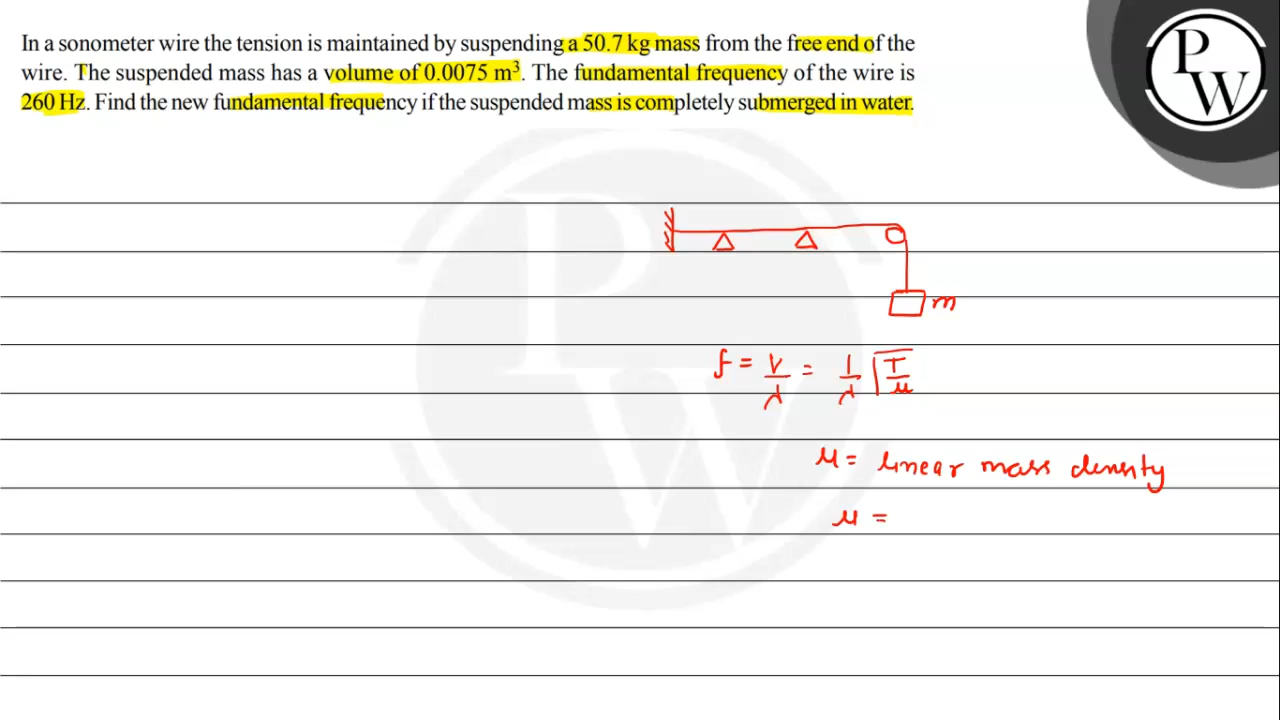 In a sonometer wire the tension is maintained by suspending a 50.7 kg mass from the free end of the
wire. The suspended mass has a volume of 0.0075 m³. The fundamental frequency of the wire is
260 Hz. Find the new fundamental frequency if the suspended mass is completely submerged in water.
P
W
P
W
m
f = V/λ = 1/λ √T/μ
μ = linear mass density
μ =